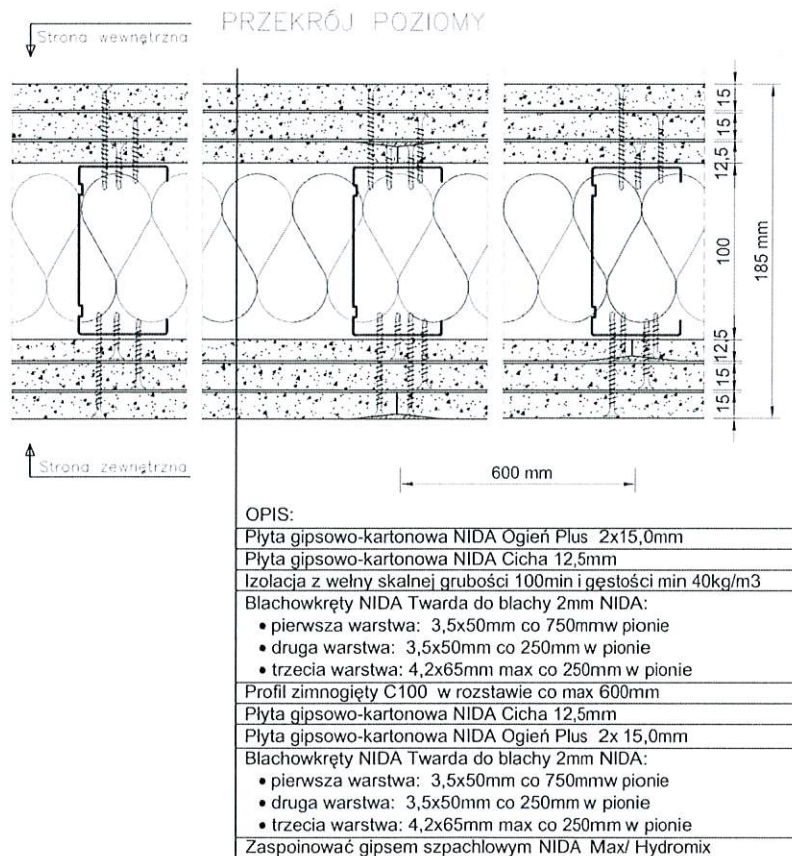 PRZEKRÓJ POZIOMY
Strona wewnętrzna
15
15
12,5
100
12,5
15
15
185 mm
Strona zewnętrzna
600 mm
OPIS:
Płyta gipsowo-kartonowa NIDA Ogień Plus 2x15,0mm
Płyta gipsowo-kartonowa NIDA Cicha 12,5mm
Izolacja z wełny skalnej grubości 100min i gęstości min 40kg/m3
Blachowkręty NIDA Twarda do blachy 2mm NIDA:
• pierwsza warstwa: 3,5x50mm co 750mmw pionie
• druga warstwa: 3,5x50mm co 250mm w pionie
• trzecia warstwa: 4,2x65mm max co 250mm w pionie
Profil zimnogięty C100 w rozstawie co max 600mm
Płyta gipsowo-kartonowa NIDA Cicha 12,5mm
Płyta gipsowo-kartonowa NIDA Ogień Plus 2x 15,0mm
Blachowkręty NIDA Twarda do blachy 2mm NIDA:
• pierwsza warstwa: 3,5x50mm co 750mmw pionie
• druga warstwa: 3,5x50mm co 250mm w pionie
• trzecia warstwa: 4,2x65mm max co 250mm w pionie
Zaspoinować gipsem szpachlowym NIDA Max/ Hydromix